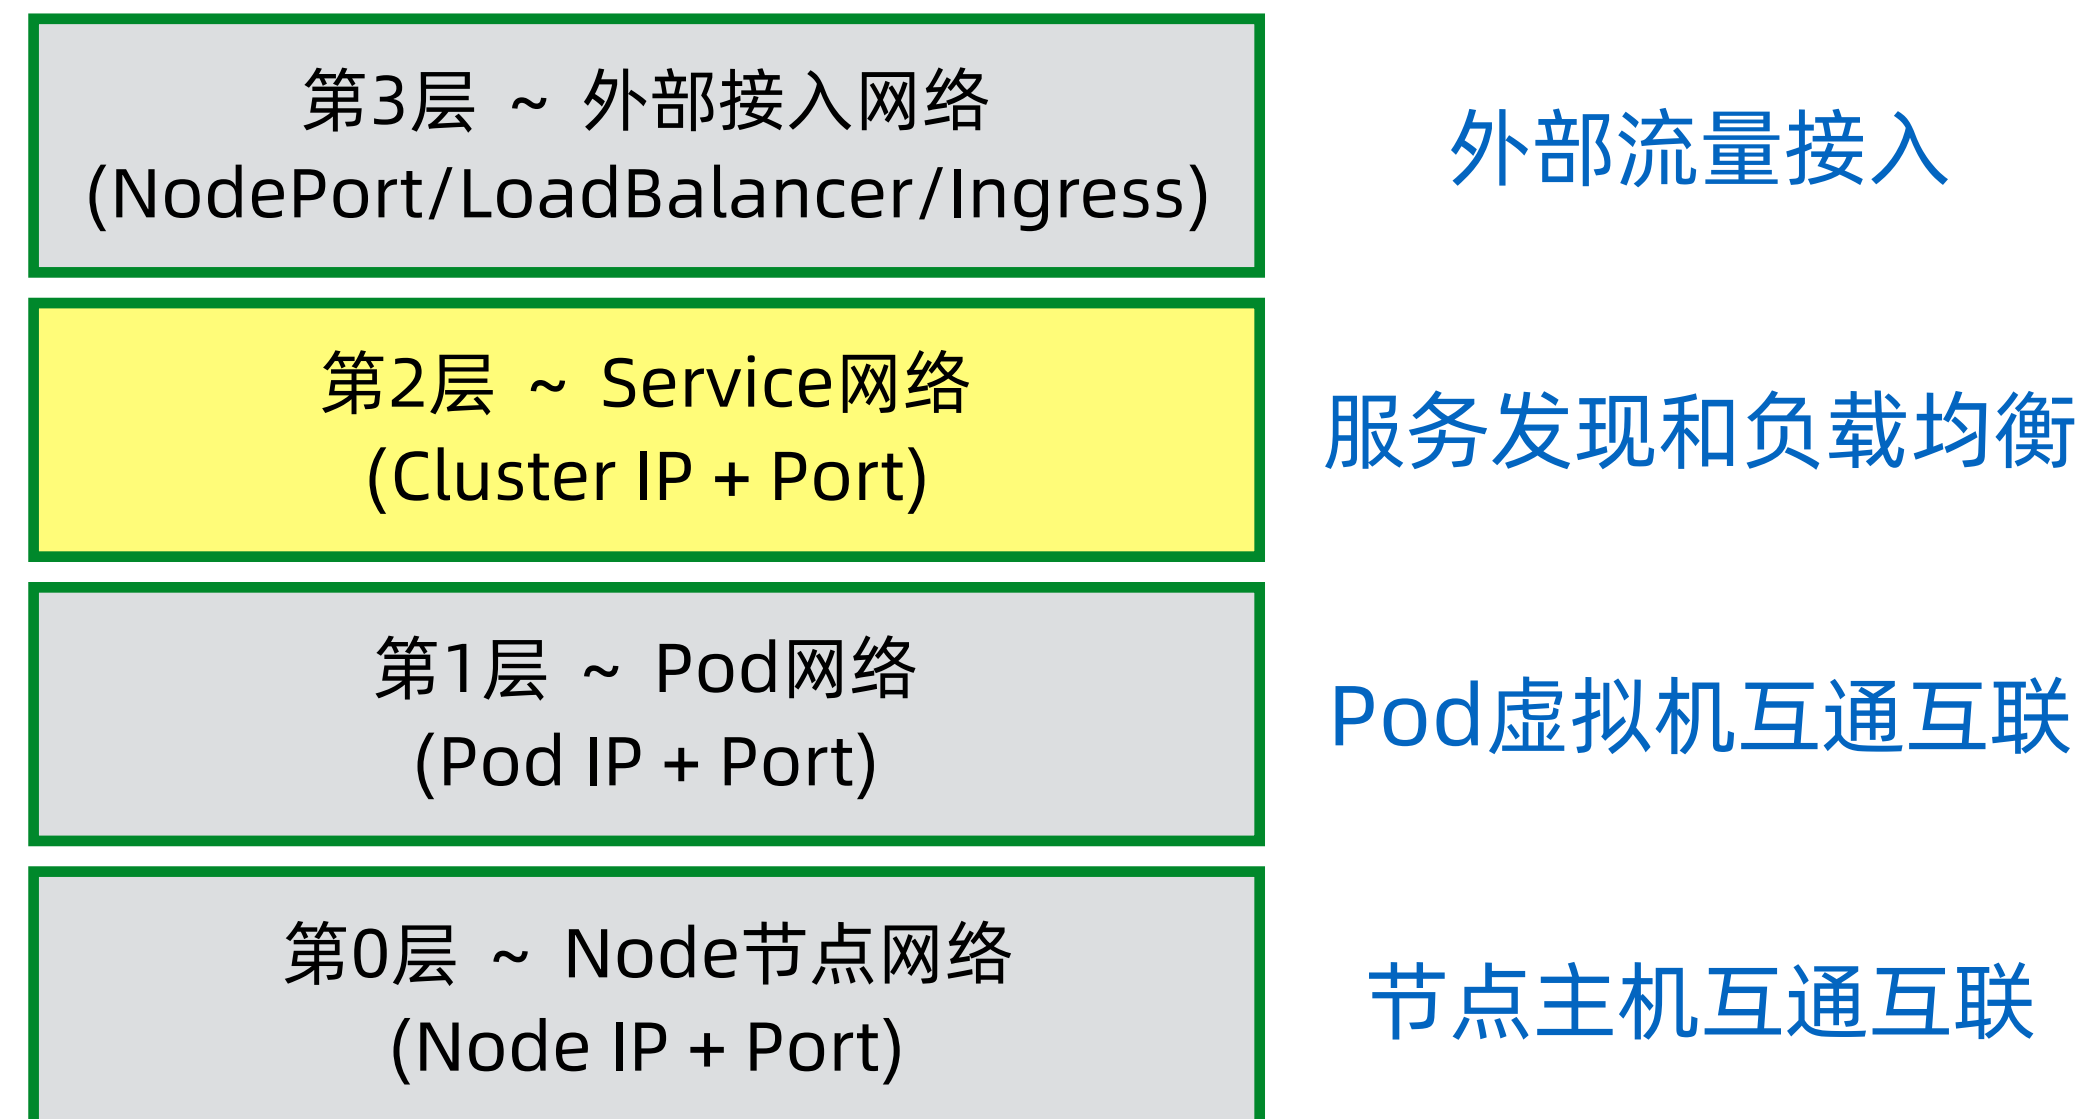 第3层 ~ 外部接入网络
(NodePort/LoadBalancer/Ingress)
外部流量接入
第2层 ~ Service网络
(Cluster IP + Port)
服务发现和负载均衡
第1层 ~ Pod网络
(Pod IP + Port)
Pod虚拟机互通互联
第0层 ~ Node节点网络
(Node IP + Port)
节点主机互通互联